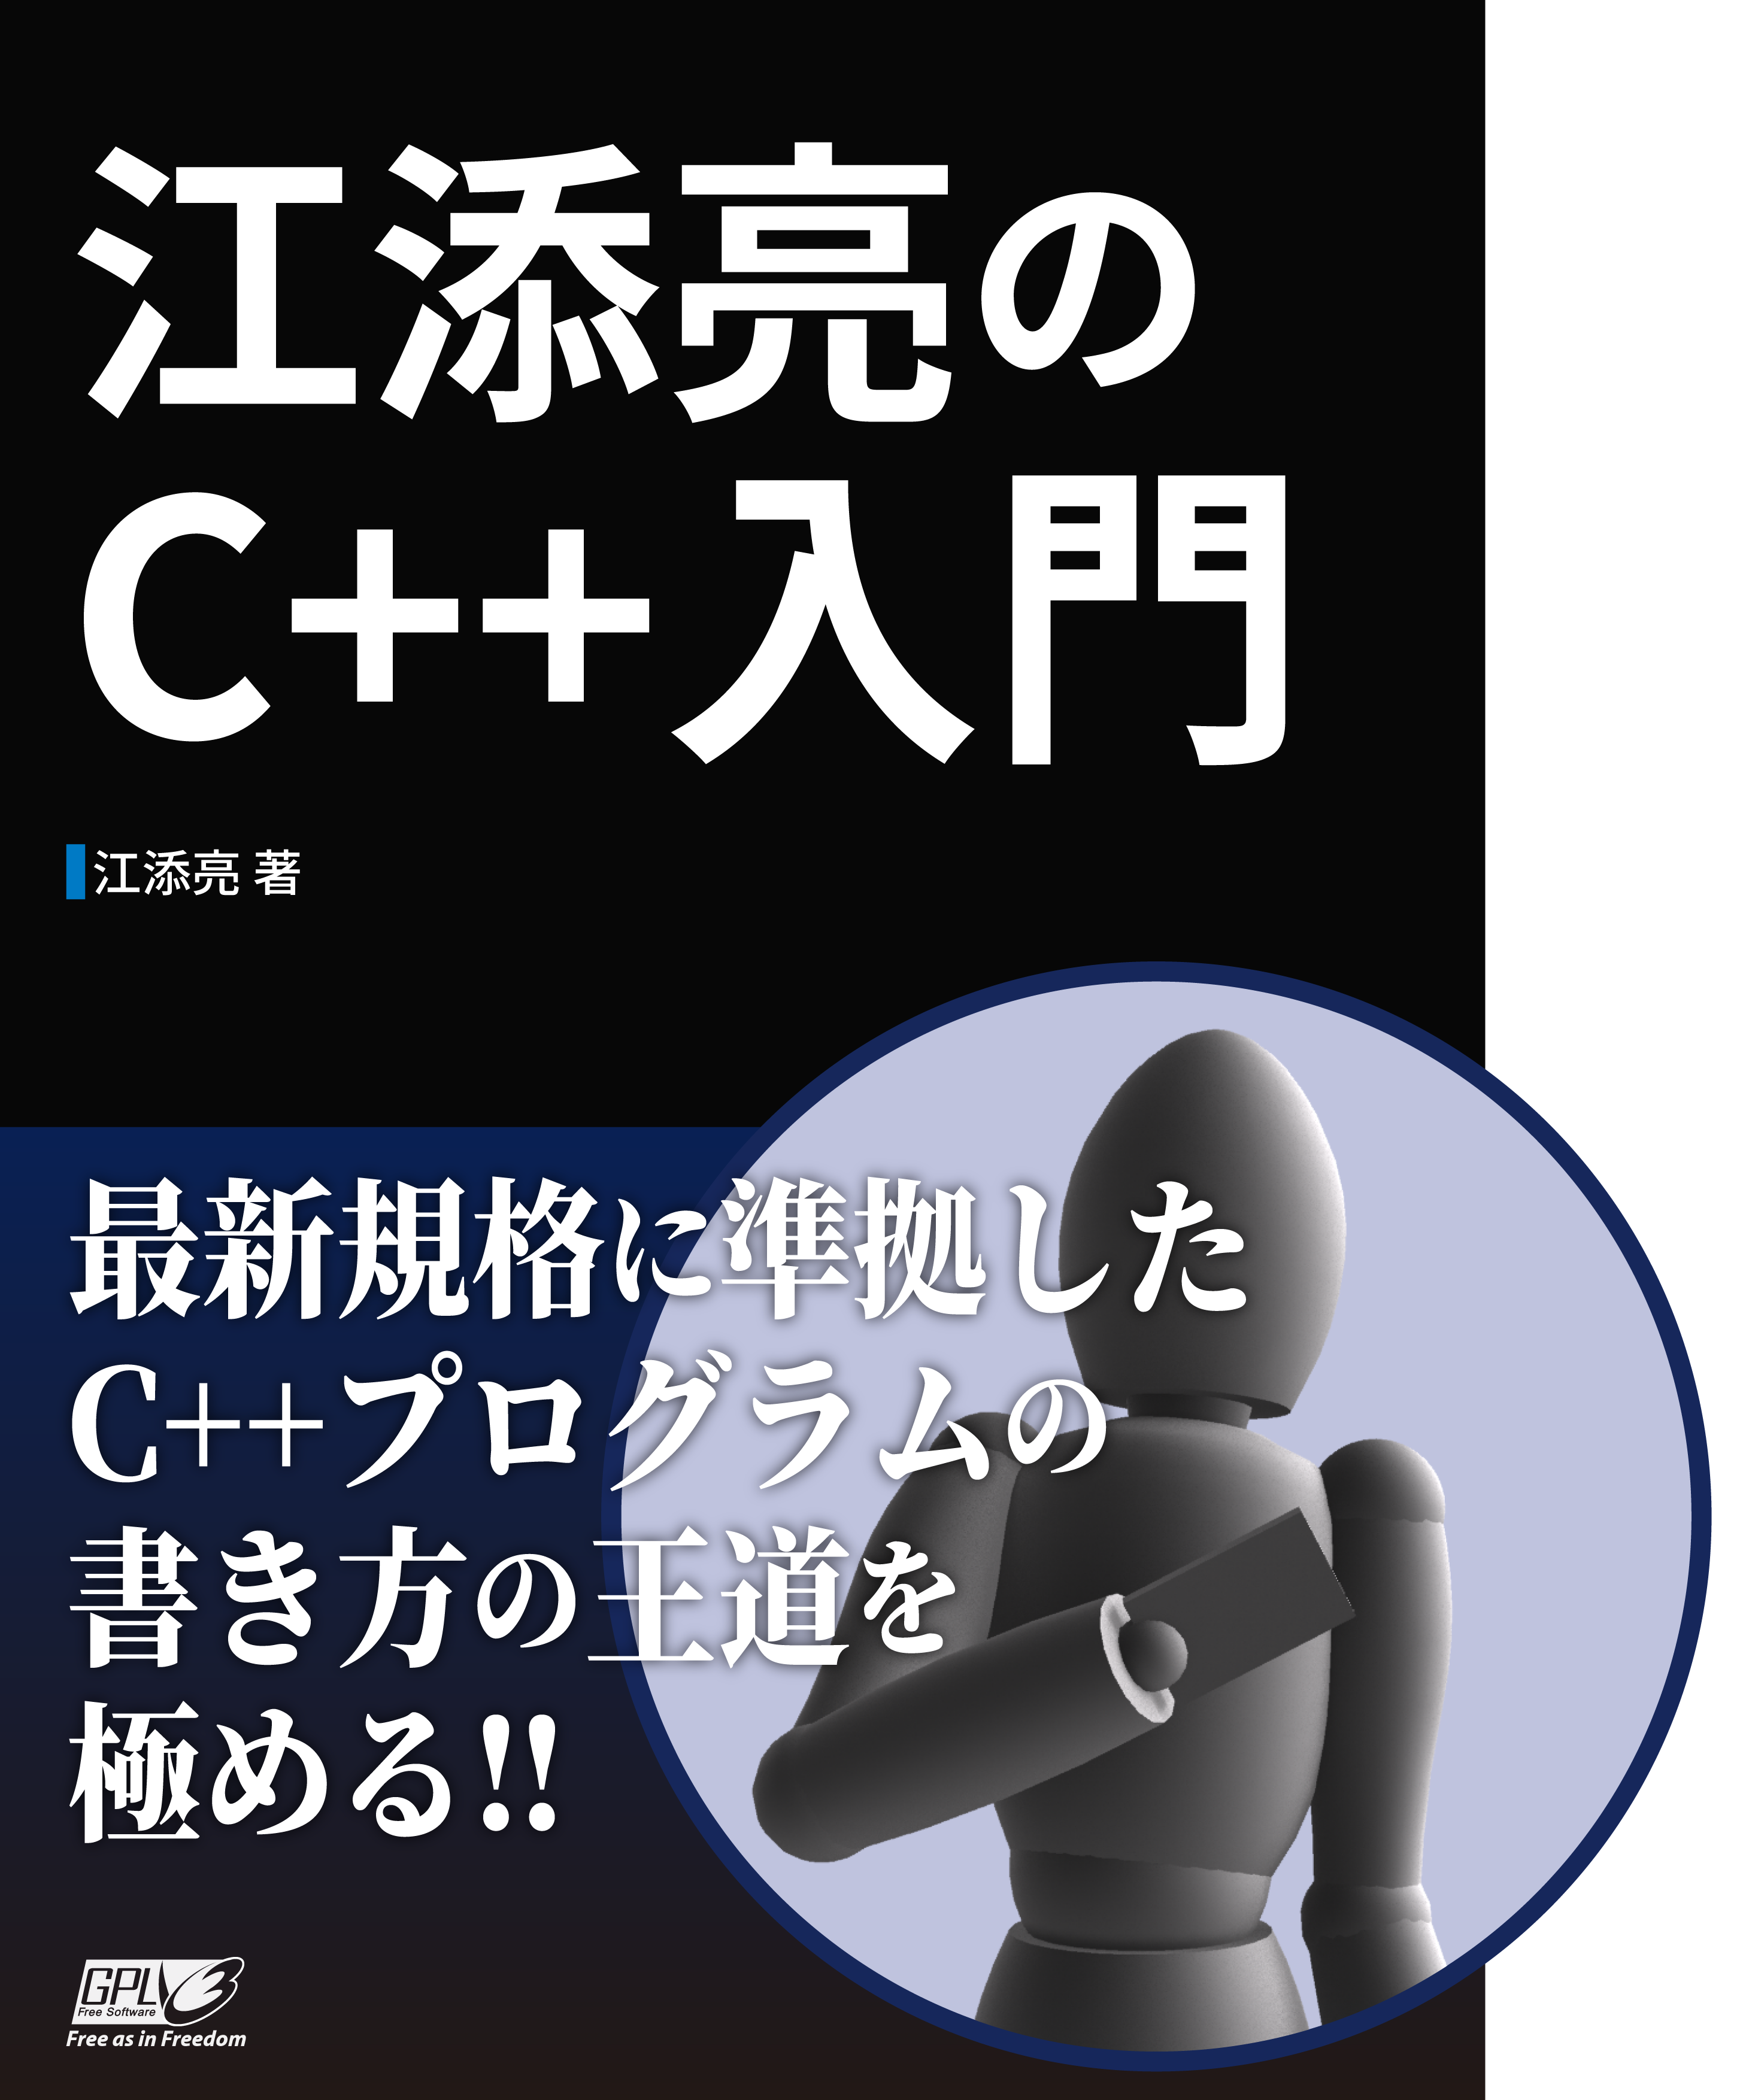 江添亮の
C++入門
江添亮 著
最新規格に準拠した
C++プログラムの
書き方の王道を
極める!!
GPLv3
Free Software
Free as in Freedom